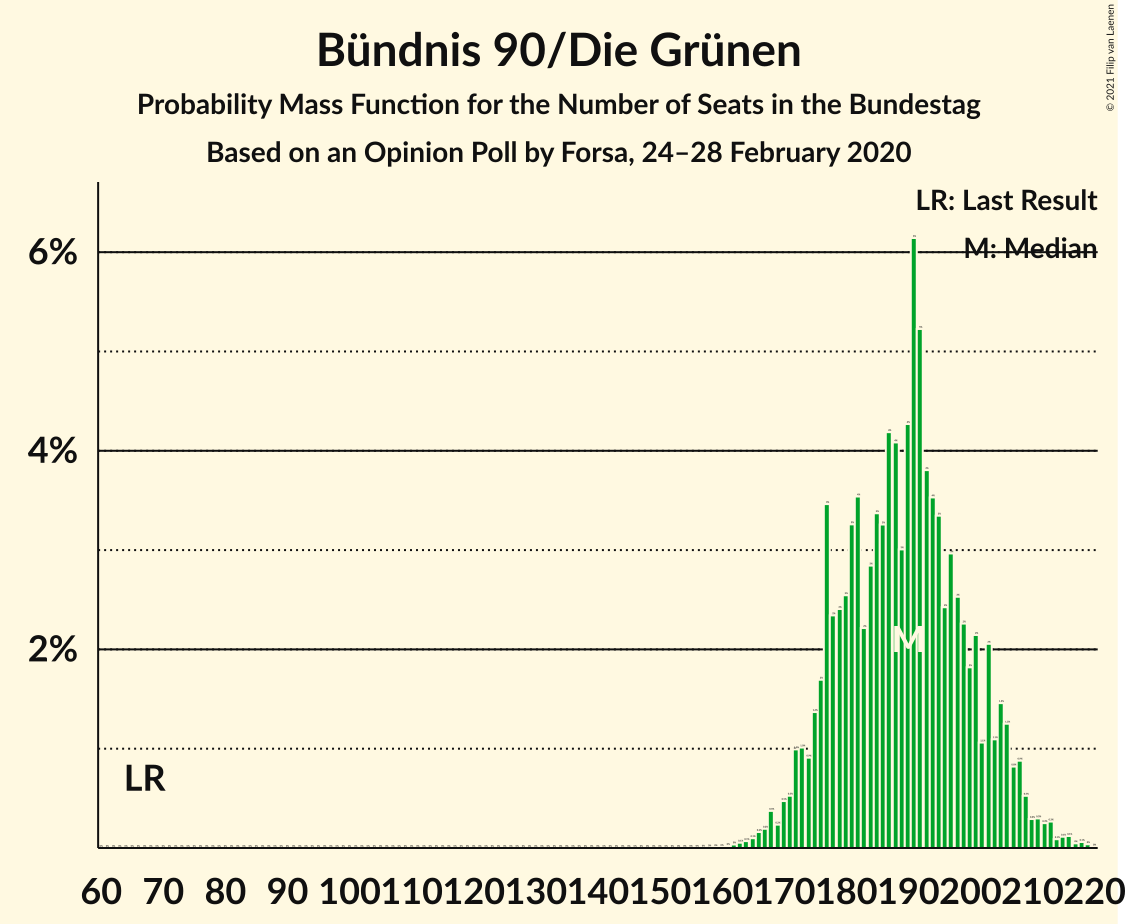 Bündnis 90/Die Grünen
Probability Mass Function for the Number of Seats in the Bundestag
Based on an Opinion Poll by Forsa, 24–28 February 2020
© 2021 Filip van Laenen
LR: Last Result
M: Median
6%
4%
2%
LR
M
60 70 80 90 100 110 120 130 140 150 160 170 180 190 200 210 220